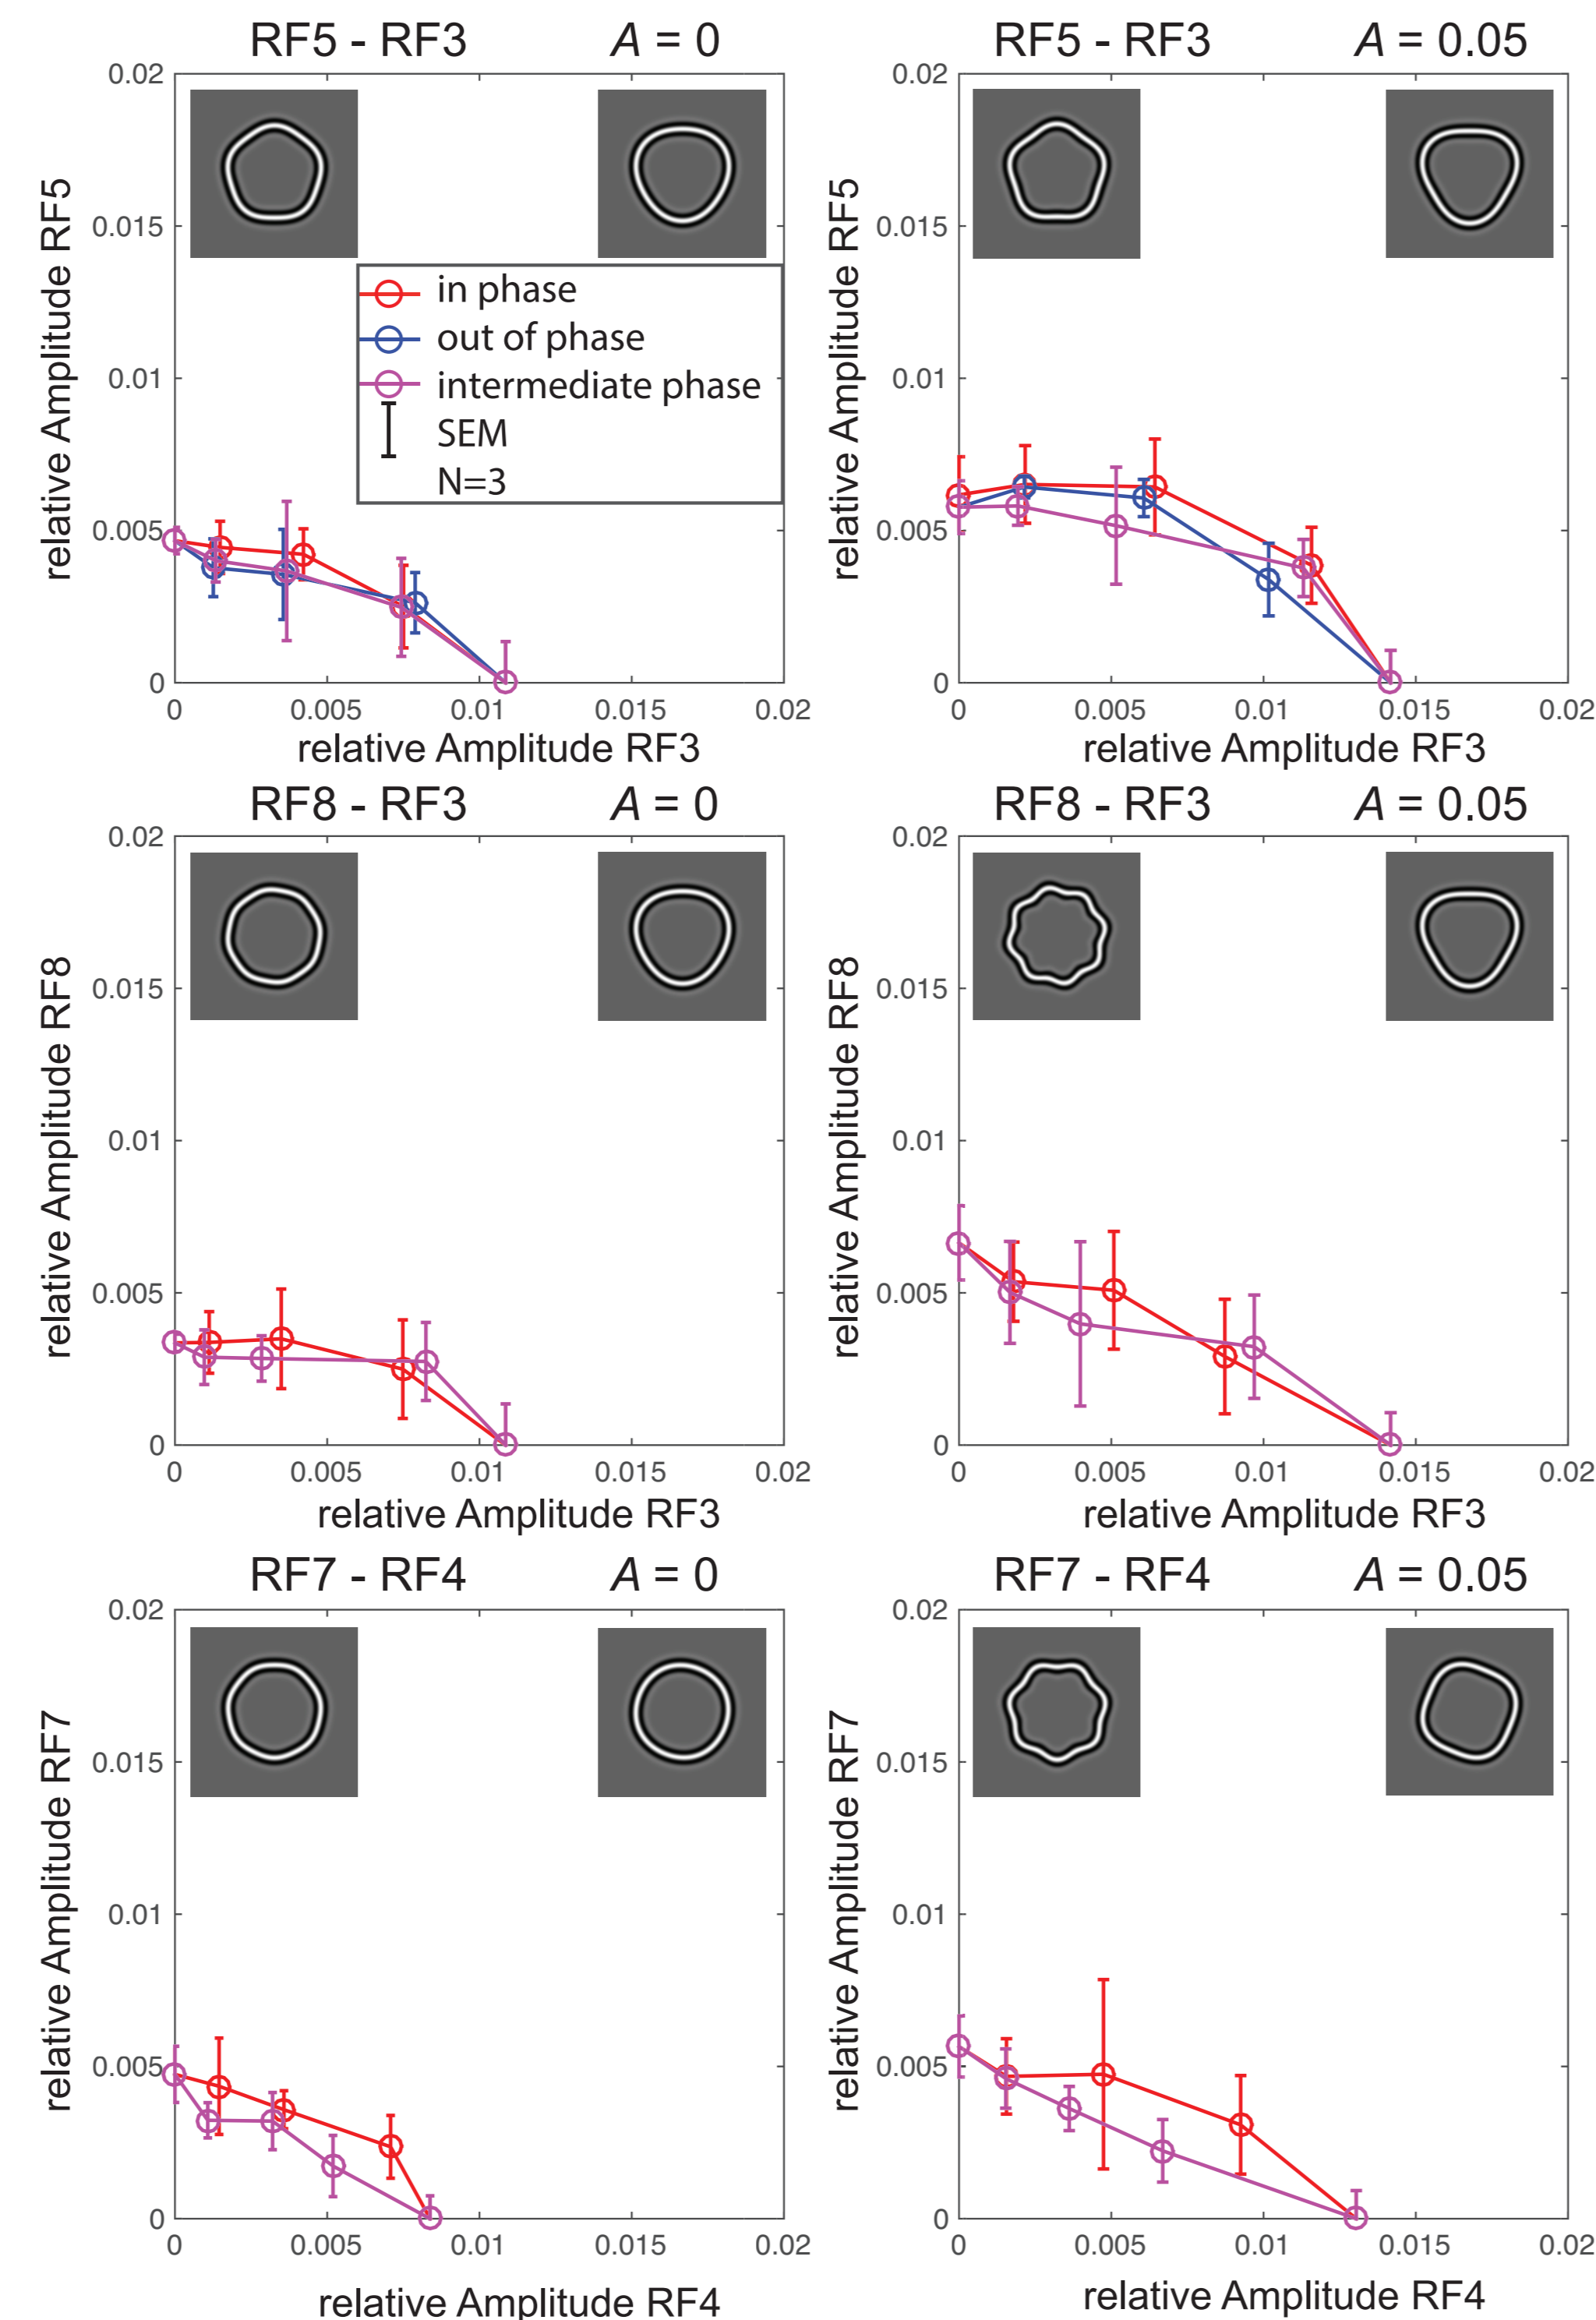 RF5 - RF3 A = 0
0.02
0.015
0.01
0.005
0
relative Amplitude RF5
in phase
out of phase
intermediate phase
SEM
N=3
0 0.005 0.01 0.015 0.02
relative Amplitude RF3
RF5 - RF3 A = 0.05
0.02
0.015
0.01
0.005
0
relative Amplitude RF5
0 0.005 0.01 0.015 0.02
relative Amplitude RF3
RF8 - RF3 A = 0
0.02
0.015
0.01
0.005
0
relative Amplitude RF8
0 0.005 0.01 0.015 0.02
relative Amplitude RF3
RF8 - RF3 A = 0.05
0.02
0.015
0.01
0.005
0
relative Amplitude RF8
0 0.005 0.01 0.015 0.02
relative Amplitude RF3
RF7 - RF4 A = 0
0.02
0.015
0.01
0.005
0
relative Amplitude RF7
0 0.005 0.01 0.015 0.02
relative Amplitude RF4
RF7 - RF4 A = 0.05
0.02
0.015
0.01
0.005
0
relative Amplitude RF7
0 0.005 0.01 0.015 0.02
relative Amplitude RF4